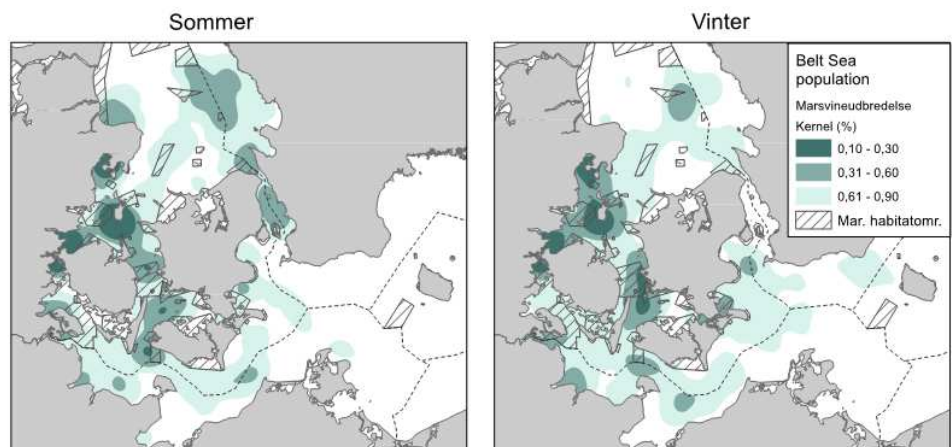 Sommer
Vinter
Belt Sea
population
Marsvineudbredelse
Kernel (%)
0,10 - 0,30
0,31 - 0,60
0,61 - 0,90
Mar. habitatomr.